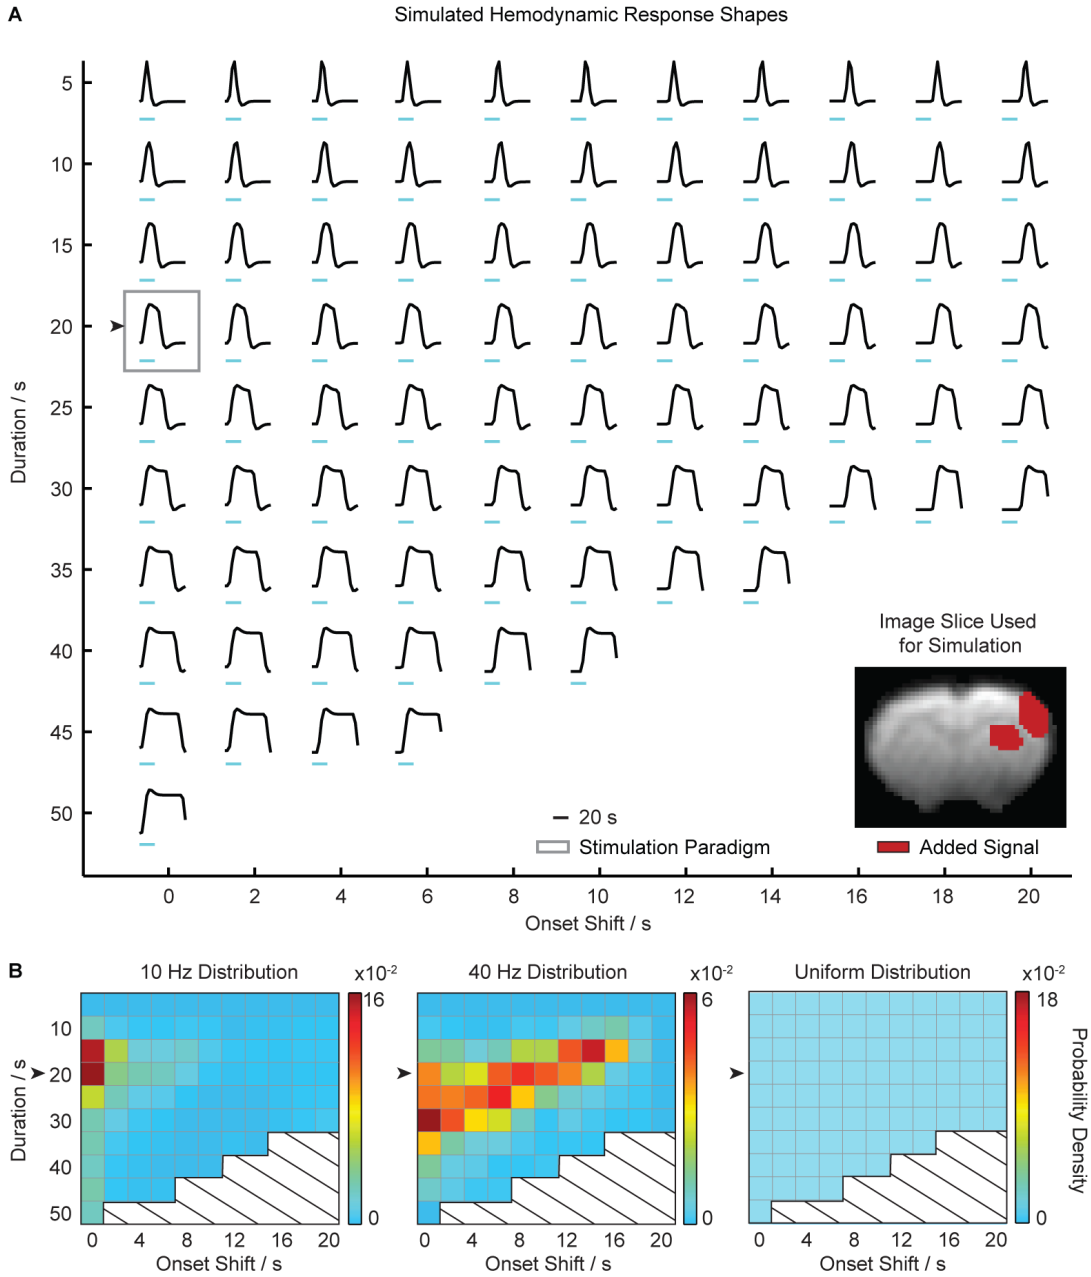 A
Simulated Hemodynamic Response Shapes
5
10
15
20
25
30
35
40
45
50
Duration / s
Image Slice Used
for Simulation
20 s
Stimulation Paradigm
Added Signal
0 2 4 6 8 10 12 14 16 18 20
Onset Shift / s
B
10 Hz Distribution
x10-2
40 Hz Distribution
x10-2
Uniform Distribution
x10-2
16
0
6
0
18
0
10
20
30
40
50
Duration / s
Probability Density
0 4 8 12 16 20
0 4 8 12 16 20
0 5 10 15 20
Onset Shift / s
Onset Shift / s
Onset Shift / s